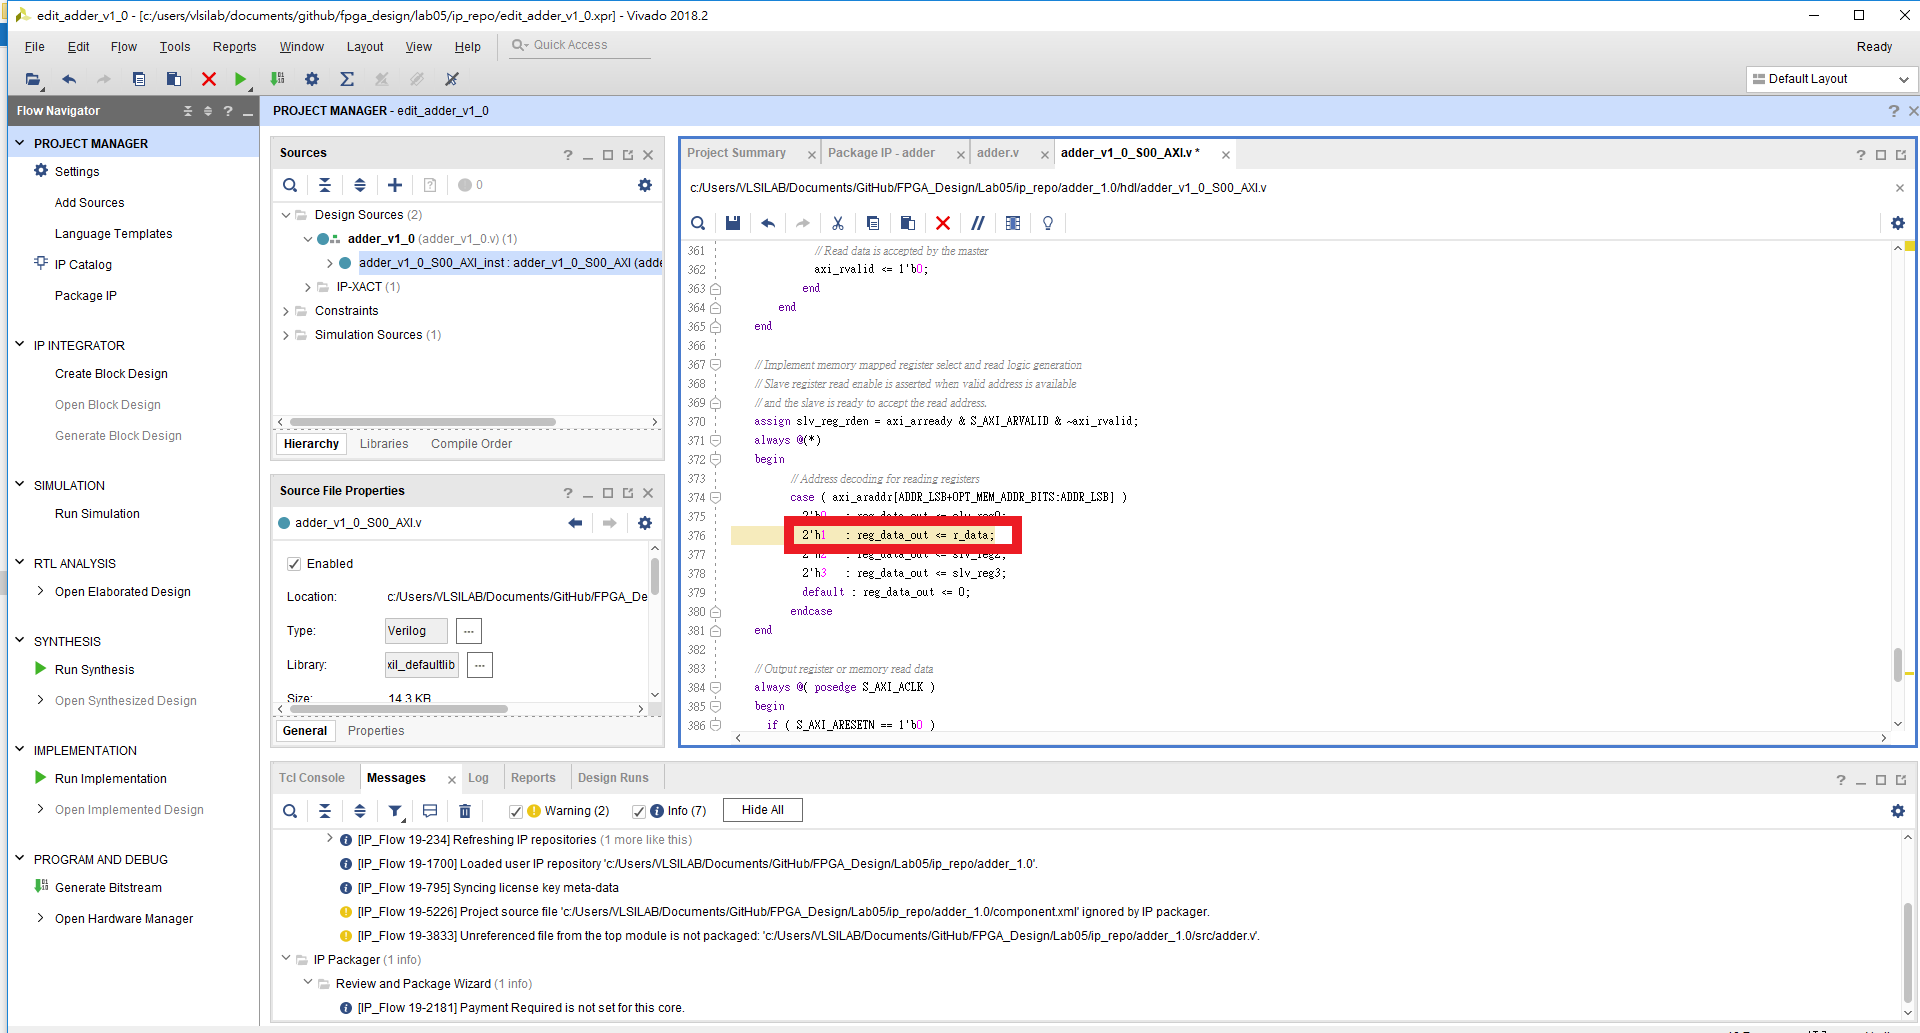 edit_adder_v1_0 - [c:/users/vlsilab/documents/github/fpga_design/lab05/ip_repo/edit_adder_v1_0.xpr] - Vivado 2018.2
File Edit Flow Tools Reports Window Layout View Help Quick Access Ready
Default Layout
Flow Navigator
PROJECT MANAGER
Settings
Add Sources
Language Templates
IP Catalog
Package IP
IP INTEGRATOR
Create Block Design
Open Block Design
Generate Block Design
SIMULATION
Run Simulation
RTL ANALYSIS
Open Elaborated Design
SYNTHESIS
Run Synthesis
Open Synthesized Design
IMPLEMENTATION
Run Implementation
Open Implemented Design
PROGRAM AND DEBUG
Generate Bitstream
Open Hardware Manager
PROJECT MANAGER - edit_adder_v1_0
Sources
0
Design Sources (2)
adder_v1_0 (adder_v1_0.v) (1)
adder_v1_0_S00_AXI_inst : adder_v1_0_S00_AXI (adde
IP-XACT (1)
Constraints
Simulation Sources (1)
Hierarchy Libraries Compile Order
Source File Properties
adder_v1_0_S00_AXI.v
Enabled
Location: c:/Users/VLSILAB/Documents/GitHub/FPGA_De
Type: Verilog ...
Library: xil_defaultlib ...
Size: 14.3 KB
General Properties
Project Summary Package IP - adder adder.v adder_v1_0_S00_AXI.v *
c:/Users/VLSILAB/Documents/GitHub/FPGA_Design/Lab05/ip_repo/adder_1.0/hdl/adder_v1_0_S00_AXI.v
361 // Read data is accepted by the master
362 axi_rvalid <= 1'b0;
363 end
364 end
365 end
366
367 // Implement memory mapped register select and read logic generation
368 // Slave register read enable is asserted when valid address is available
369 // and the slave is ready to accept the read address.
370 assign slv_reg_rden = axi_arready & S_AXI_ARVALID & ~axi_rvalid;
371 always @(*)
372 begin
373 // Address decoding for reading registers
374 case ( axi_araddr[ADDR_LSB+OPT_MEM_ADDR_BITS:ADDR_LSB] )
375 2'h0 : reg_data_out <= slv_reg0;
376 2'h1 : reg_data_out <= r_data;
377 2'h2 : reg_data_out <= slv_reg2;
378 2'h3 : reg_data_out <= slv_reg3;
379 default : reg_data_out <= 0;
380 endcase
381 end
382
383 // Output register or memory read data
384 always @( posedge S_AXI_ACLK )
385 begin
386 if ( S_AXI_ARESETN == 1'b0 )
Tcl Console Messages Log Reports Design Runs
Warning (2) Info (7) Hide All
[IP_Flow 19-234] Refreshing IP repositories (1 more like this)
[IP_Flow 19-1700] Loaded user IP repository 'c:/Users/VLSILAB/Documents/GitHub/FPGA_Design/Lab05/ip_repo/adder_1.0'.
[IP_Flow 19-795] Syncing license key meta-data
[IP_Flow 19-5226] Project source file 'c:/Users/VLSILAB/Documents/GitHub/FPGA_Design/Lab05/ip_repo/adder_1.0/component.xml' ignored by IP packager.
[IP_Flow 19-3833] Unreferenced file from the top module is not packaged: 'c:/Users/VLSILAB/Documents/GitHub/FPGA_Design/Lab05/ip_repo/adder_1.0/src/adder.v'.
IP Packager (1 info)
Review and Package Wizard (1 info)
[IP_Flow 19-2181] Payment Required is not set for this core.